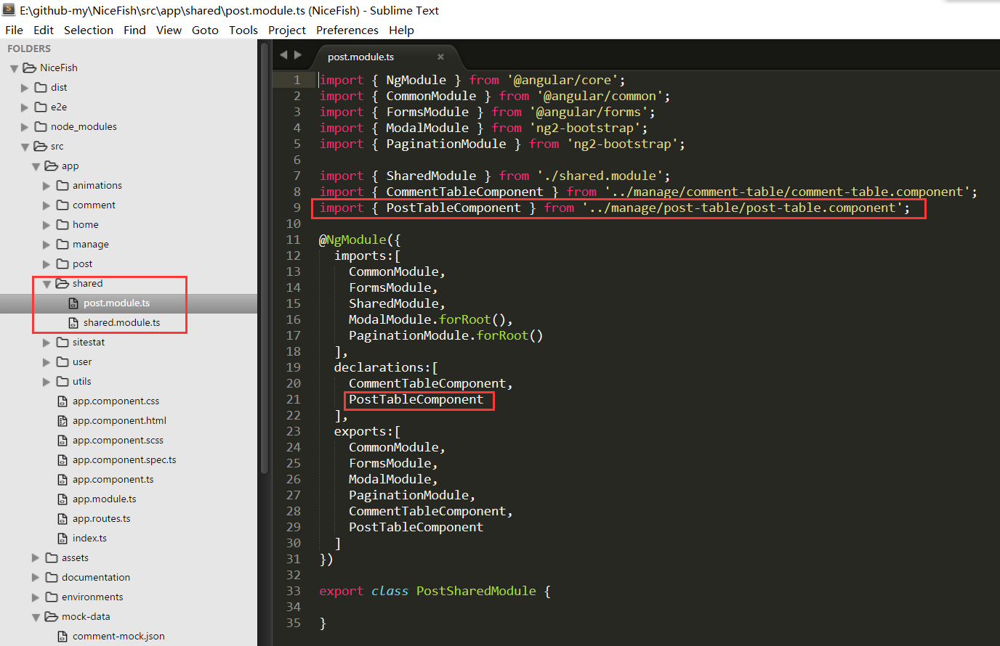 E:\github-my\NiceFish\src\app\shared\post.module.ts (NiceFish) - Sublime Text
File Edit Selection Find View Goto Tools Project Preferences Help
FOLDERS
NiceFish
dist
e2e
node_modules
src
app
animations
comment
home
manage
post
shared
post.module.ts
shared.module.ts
sitestat
user
utils
app.component.css
app.component.html
app.component.scss
app.component.spec.ts
app.component.ts
app.module.ts
app.routes.ts
index.ts
assets
documentation
environments
mock-data
comment-mock.json
post.module.ts ×
1 import { NgModule } from '@angular/core';
2 import { CommonModule } from '@angular/common';
3 import { FormsModule } from '@angular/forms';
4 import { ModalModule } from 'ng2-bootstrap';
5 import { PaginationModule } from 'ng2-bootstrap';
6
7 import { SharedModule } from './shared.module';
8 import { CommentTableComponent } from '../manage/comment-table/comment-table.component';
9 import { PostTableComponent } from '../manage/post-table/post-table.component';
10
11 @NgModule({
12 imports:[
13 CommonModule,
14 FormsModule,
15 SharedModule,
16 ModalModule.forRoot(),
17 PaginationModule.forRoot()
18 ],
19 declarations:[
20 CommentTableComponent,
21 PostTableComponent
22 ],
23 exports:[
24 CommonModule,
25 FormsModule,
26 ModalModule,
27 PaginationModule,
28 CommentTableComponent,
29 PostTableComponent
30 ]
31 })
32
33 export class PostSharedModule {
34
35 }